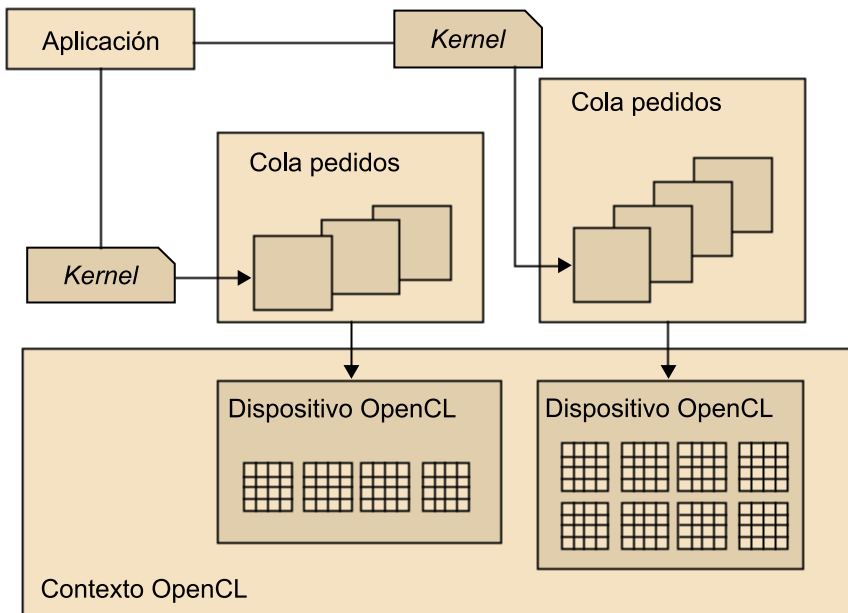 Aplicación
Kernel
Cola pedidos
Cola pedidos
Kernel
Dispositivo OpenCL
Dispositivo OpenCL
Contexto OpenCL